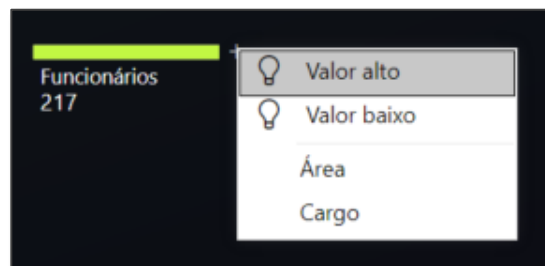 Funcionários
217
Valor alto
Valor baixo
Área
Cargo